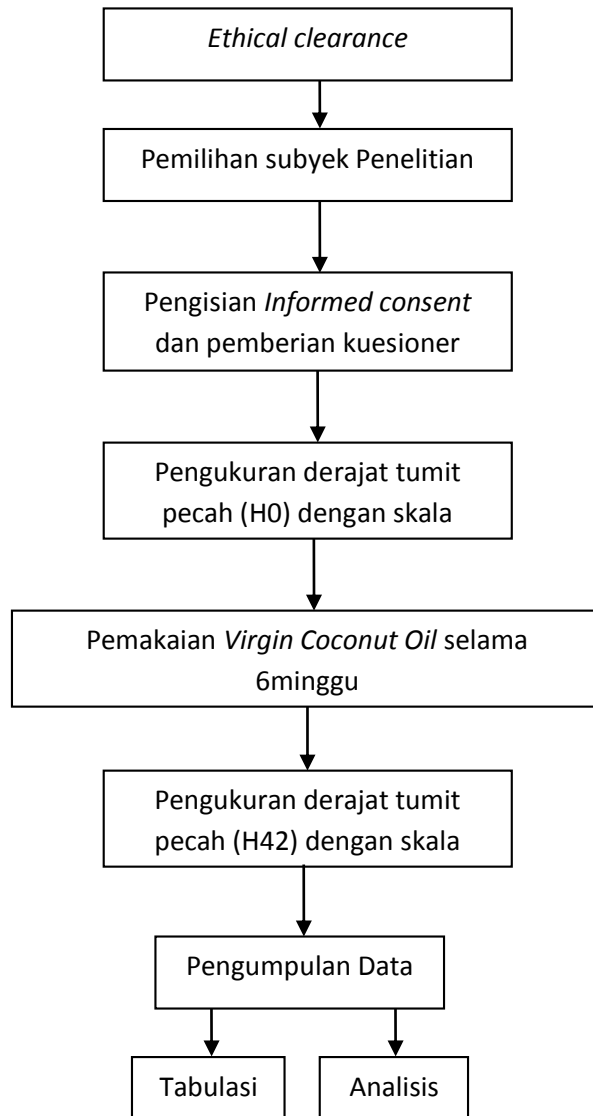 Ethical clearance
Pemilihan subyek Penelitian
Pengisian Informed consent
dan pemberian kuesioner
Pengukuran derajat tumit
pecah (H0) dengan skala
Pemakaian Virgin Coconut Oil selama
6minggu
Pengukuran derajat tumit
pecah (H42) dengan skala
Pengumpulan Data
Tabulasi
Analisis